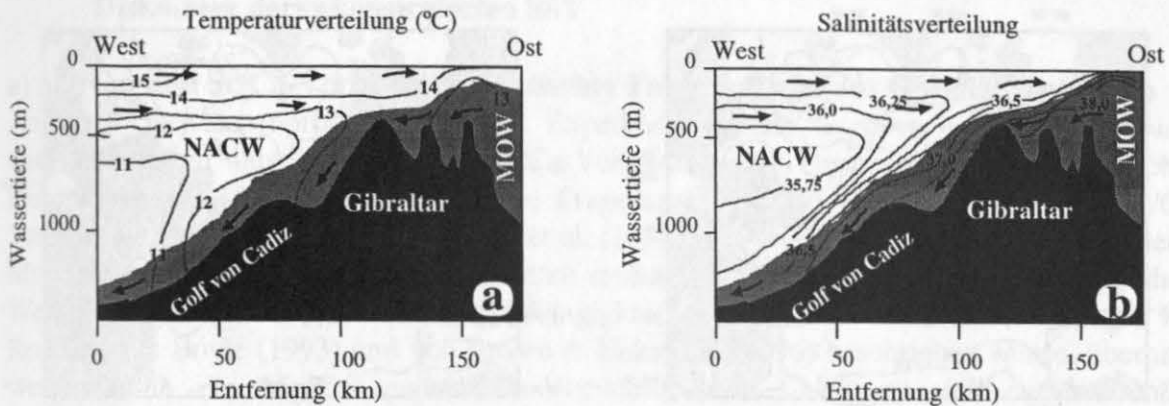 Temperaturverteilung (ºC)
West
Ost
Wassertiefe (m)
0
500
1000
15
14
14
13
13
12
NACW
11
12
11
MOW
Gibraltar
Golf von Cadiz
a
0
50
100
150
Entfernung (km)
Salinitätsverteilung
West
Ost
Wassertiefe (m)
0
500
1000
36,0
36,25
36,5
38,0
NACW
37,0
35,75
36,5
MOW
Gibraltar
Golf von Cadiz
b
0
50
100
150
Entfernung (km)